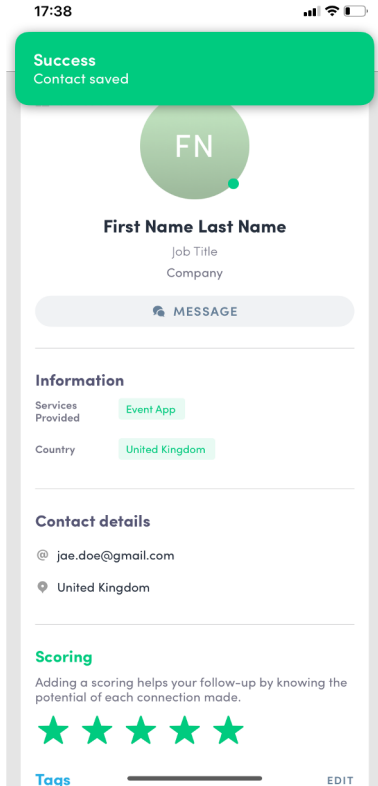 17:38
Success
Contact saved
FN
First Name Last Name
Job Title
Company
MESSAGE
Information
Services
Provided
Event App
Country
United Kingdom
Contact details
@ jae.doe@gmail.com
United Kingdom
Scoring
Adding a scoring helps your follow-up by knowing the
potential of each connection made.
Tags
EDIT